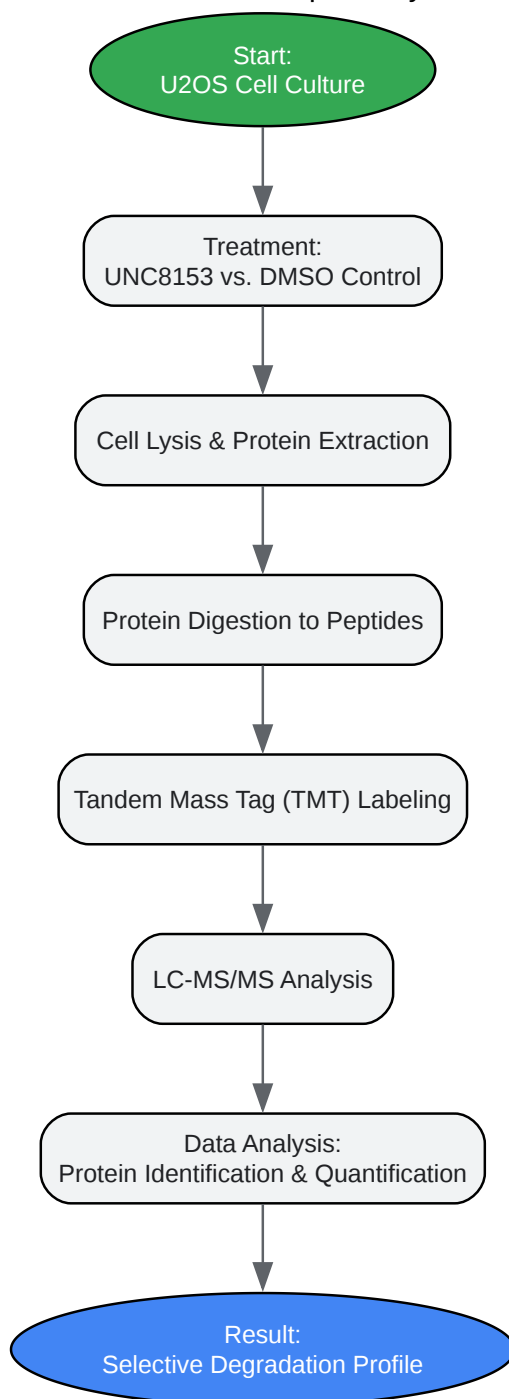 Start:
U2OS Cell Culture
Treatment:
UNC8153 vs. DMSO Control
Cell Lysis & Protein Extraction
Protein Digestion to Peptides
Tandem Mass Tag (TMT) Labeling
LC-MS/MS Analysis
Data Analysis:
Protein Identification & Quantification
Result:
Selective Degradation Profile